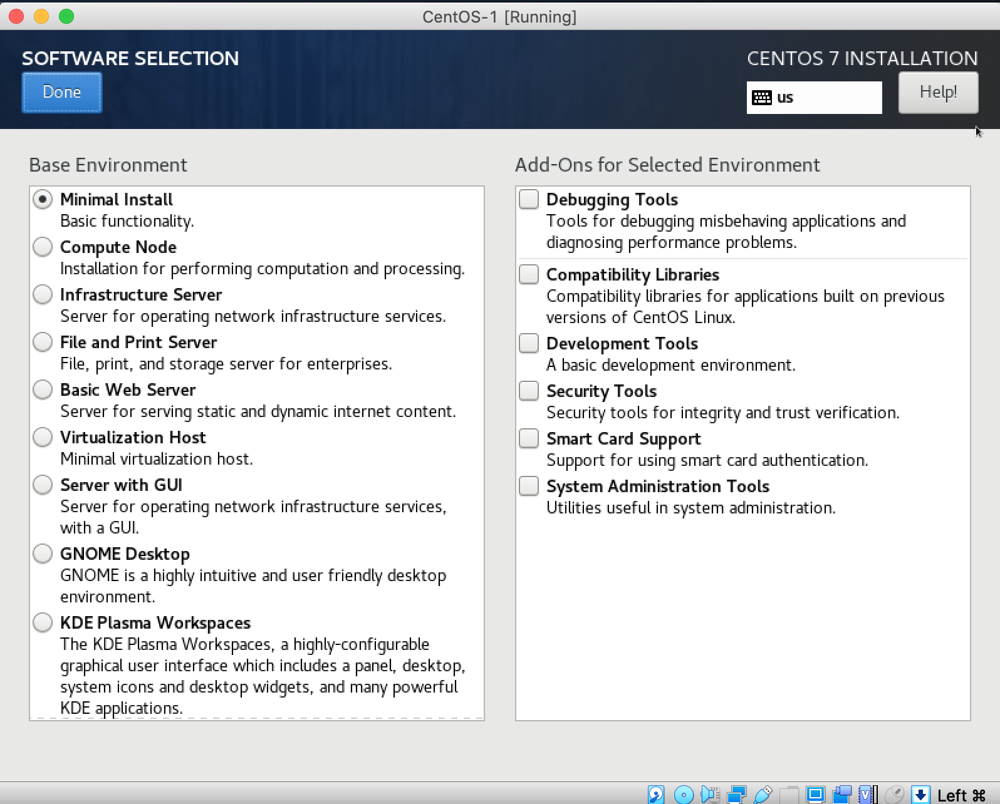 CentOS-1 [Running]
SOFTWARE SELECTION
CENTOS 7 INSTALLATION
Done
us
Help!
Base Environment
Minimal Install
Basic functionality.
Compute Node
Installation for performing computation and processing.
Infrastructure Server
Server for operating network infrastructure services.
File and Print Server
File, print, and storage server for enterprises.
Basic Web Server
Server for serving static and dynamic internet content.
Virtualization Host
Minimal virtualization host.
Server with GUI
Server for operating network infrastructure services,
with a GUI.
GNOME Desktop
GNOME is a highly intuitive and user friendly desktop
environment.
KDE Plasma Workspaces
The KDE Plasma Workspaces, a highly-configurable
graphical user interface which includes a panel, desktop,
system icons and desktop widgets, and many powerful
KDE applications.
Add-Ons for Selected Environment
Debugging Tools
Tools for debugging misbehaving applications and
diagnosing performance problems.
Compatibility Libraries
Compatibility libraries for applications built on previous
versions of CentOS Linux.
Development Tools
A basic development environment.
Security Tools
Security tools for integrity and trust verification.
Smart Card Support
Support for using smart card authentication.
System Administration Tools
Utilities useful in system administration.
Left ⌘